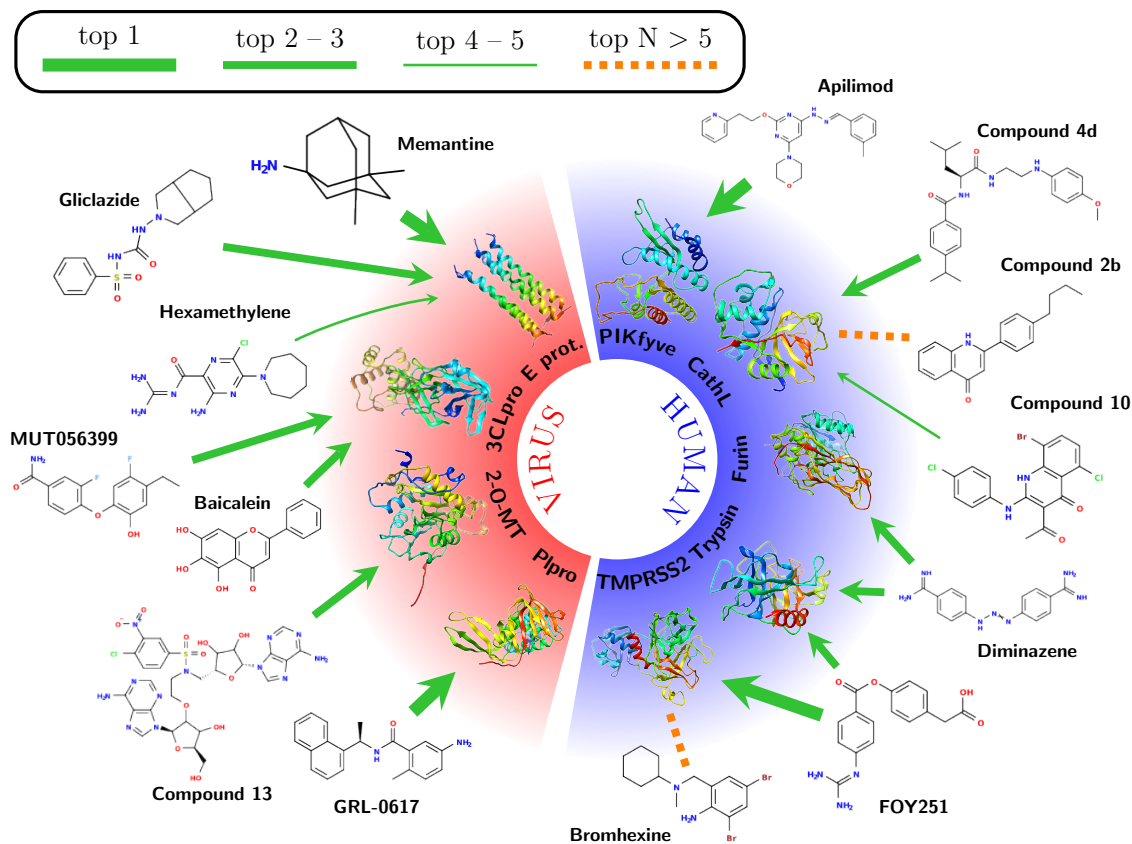 top 1
top 2 – 3
top 4 – 5
top N > 5
Apilimod
Memantine
Compound 4d
Gliclazide
Compound 2b
Hexamethylene
Compound 10
MUT056399
Baicalein
Diminazene
Compound 13
GRL-0617
Bromhexine
FOY251
VIRUS
E prot.
3CLpro
2-O-MT
Plpro
HUMAN
PIKfyve
CathL
Furin
Trypsin
TMPRSS2